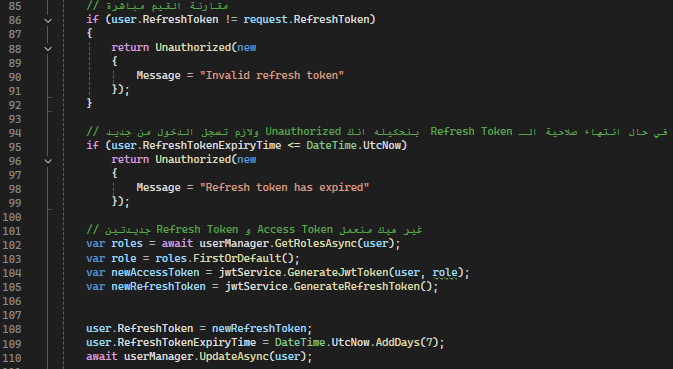 85 // مقارنة القيم مباشرة
86 if (user.RefreshToken != request.RefreshToken)
87 {
88 return Unauthorized(new
89 {
90 Message = "Invalid refresh token"
91 });
92 }
93
94 // في حال انتهاء صلاحية الــ Refresh Token بنحكيله انك Unauthorized ولازم تسجل الدخول من جديد
95 if (user.RefreshTokenExpiryTime <= DateTime.UtcNow)
96 return Unauthorized(new
97 {
98 Message = "Refresh token has expired"
99 });
100
101 // غير هيك منعمل Access Token و Refresh Token جديدتين
102 var roles = await userManager.GetRolesAsync(user);
103 var role = roles.FirstOrDefault();
104 var newAccessToken = jwtService.GenerateJwtToken(user, role);
105 var newRefreshToken = jwtService.GenerateRefreshToken();
106
107
108 user.RefreshToken = newRefreshToken;
109 user.RefreshTokenExpiryTime = DateTime.UtcNow.AddDays(7);
110 await userManager.UpdateAsync(user);